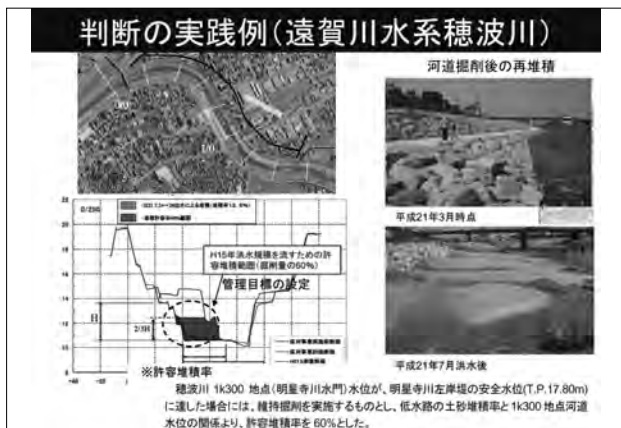 判断の実践例(遠賀川水系穂波川)
河道掘削後の再堆積
平成21年3月時点
H15年洪水規模を流すための許
容堆積範囲(掘削量の60%)
管理目標の設定
H
2/3H
※許容堆積率
平成21年7月洪水後
穂波川 1k300 地点(明星寺川水門)水位が、明星寺川左岸堤の安全水位(T.P.17.80m)
に達した場合には、維持掘削を実施するものとし、低水路の土砂堆積率と1k300地点河道
水位の関係より、許容堆積率を60%とした。